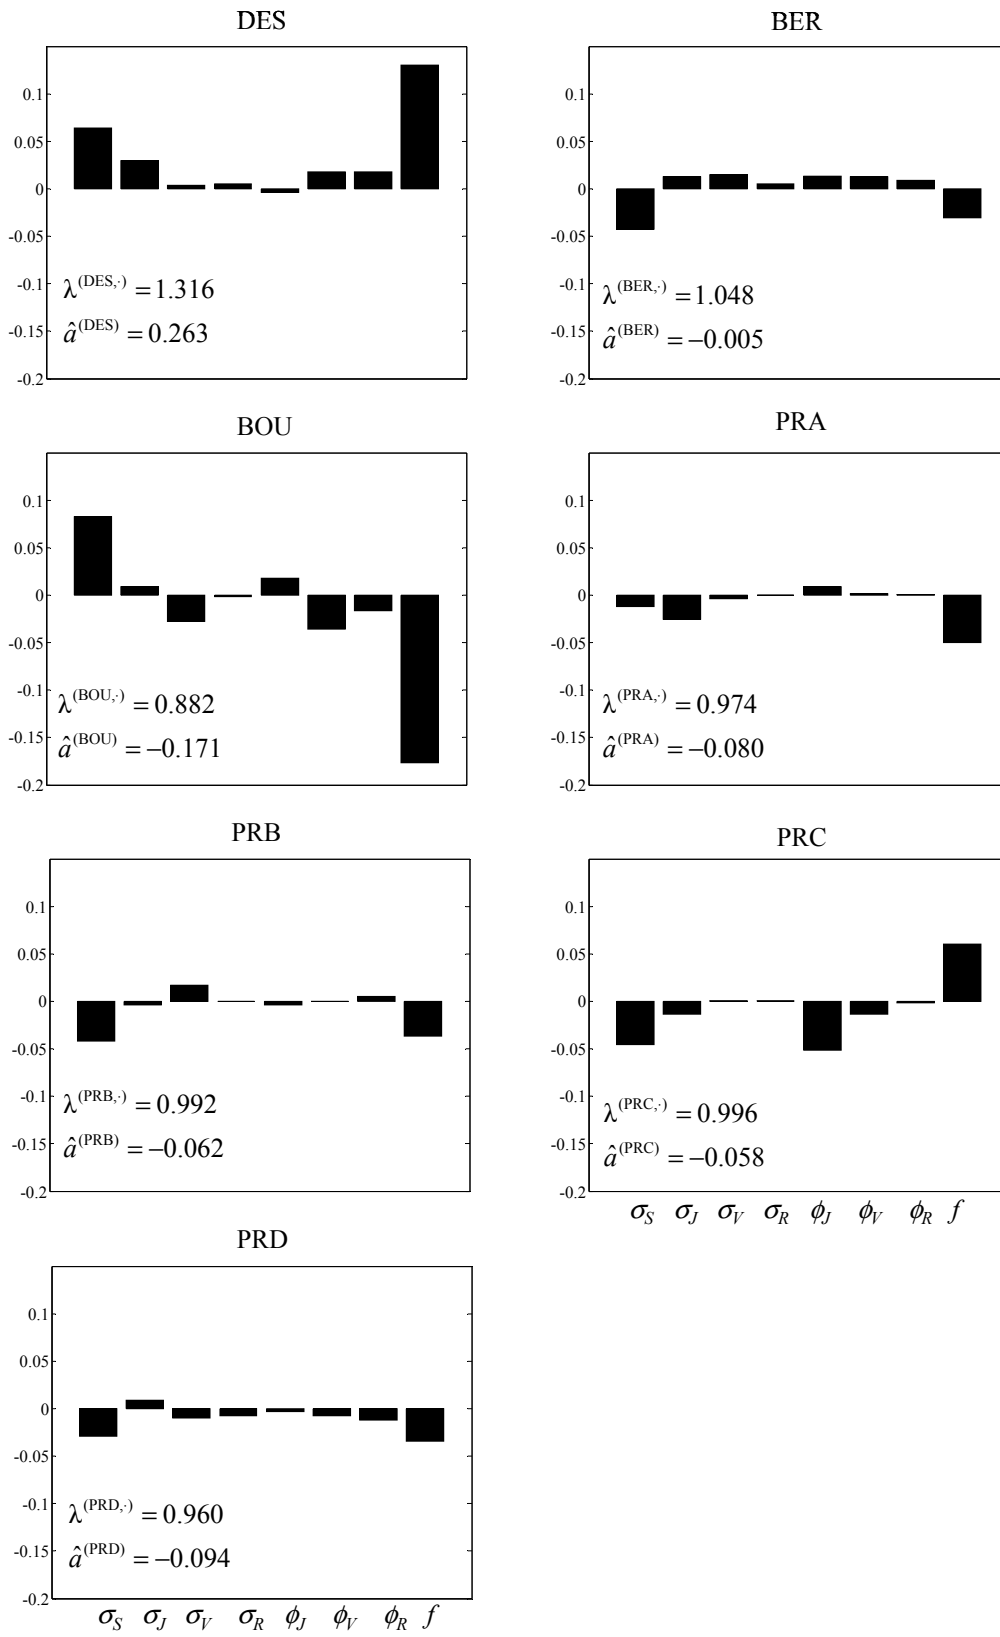 DES
0.1
0.05
0
-0.05
-0.1
-0.15
-0.2
λ^(DES,·) = 1.316
â^(DES) = 0.263
BER
0.1
0.05
0
-0.05
-0.1
-0.15
-0.2
λ^(BER,·) = 1.048
â^(BER) = −0.005
BOU
0.1
0.05
0
-0.05
-0.1
-0.15
-0.2
λ^(BOU,·) = 0.882
â^(BOU) = −0.171
PRA
0.1
0.05
0
-0.05
-0.1
-0.15
-0.2
λ^(PRA,·) = 0.974
â^(PRA) = −0.080
PRB
0.1
0.05
0
-0.05
-0.1
-0.15
-0.2
λ^(PRB,·) = 0.992
â^(PRB) = −0.062
PRC
0.1
0.05
0
-0.05
-0.1
-0.15
-0.2
λ^(PRC,·) = 0.996
â^(PRC) = −0.058
σ_S σ_J σ_V σ_R ϕ_J ϕ_V ϕ_R f
PRD
0.1
0.05
0
-0.05
-0.1
-0.15
-0.2
λ^(PRD,·) = 0.960
â^(PRD) = −0.094
σ_S σ_J σ_V σ_R ϕ_J ϕ_V ϕ_R f